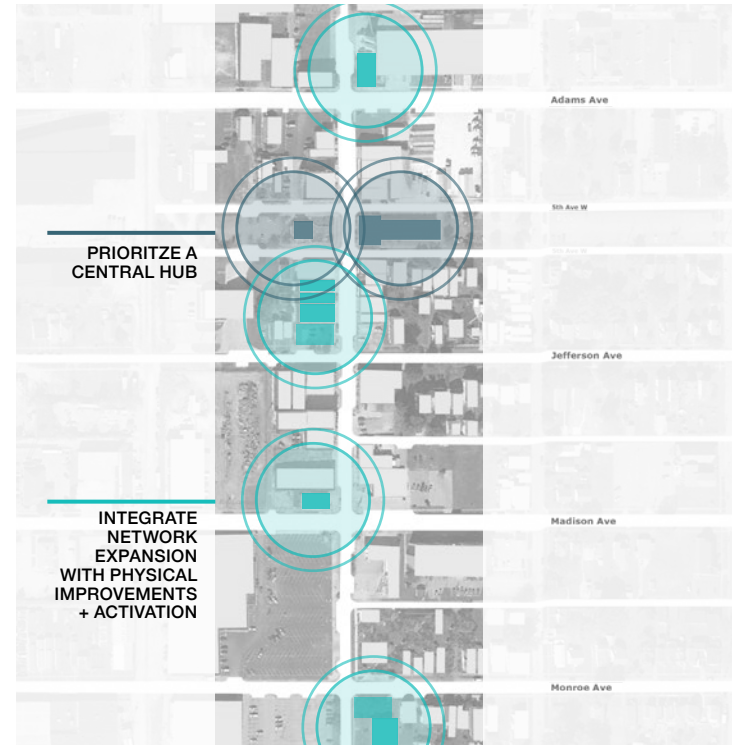 Adams Ave
5th Ave W
PRIORITZE A
CENTRAL HUB
Jefferson Ave
INTEGRATE
NETWORK
EXPANSION
WITH PHYSICAL
IMPROVEMENTS
+ ACTIVATION
Madison Ave
Monroe Ave